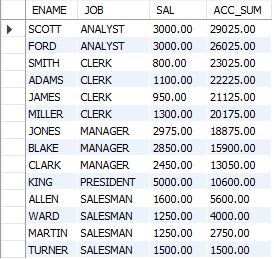 ENAME JOB SAL ACC_SUM
SCOTT ANALYST 3000.00 29025.00
FORD ANALYST 3000.00 26025.00
SMITH CLERK 800.00 23025.00
ADAMS CLERK 1100.00 22225.00
JAMES CLERK 950.00 21125.00
MILLER CLERK 1300.00 20175.00
JONES MANAGER 2975.00 18875.00
BLAKE MANAGER 2850.00 15900.00
CLARK MANAGER 2450.00 13050.00
KING PRESIDENT 5000.00 10600.00
ALLEN SALESMAN 1600.00 5600.00
WARD SALESMAN 1250.00 4000.00
MARTIN SALESMAN 1250.00 2750.00
TURNER SALESMAN 1500.00 1500.00